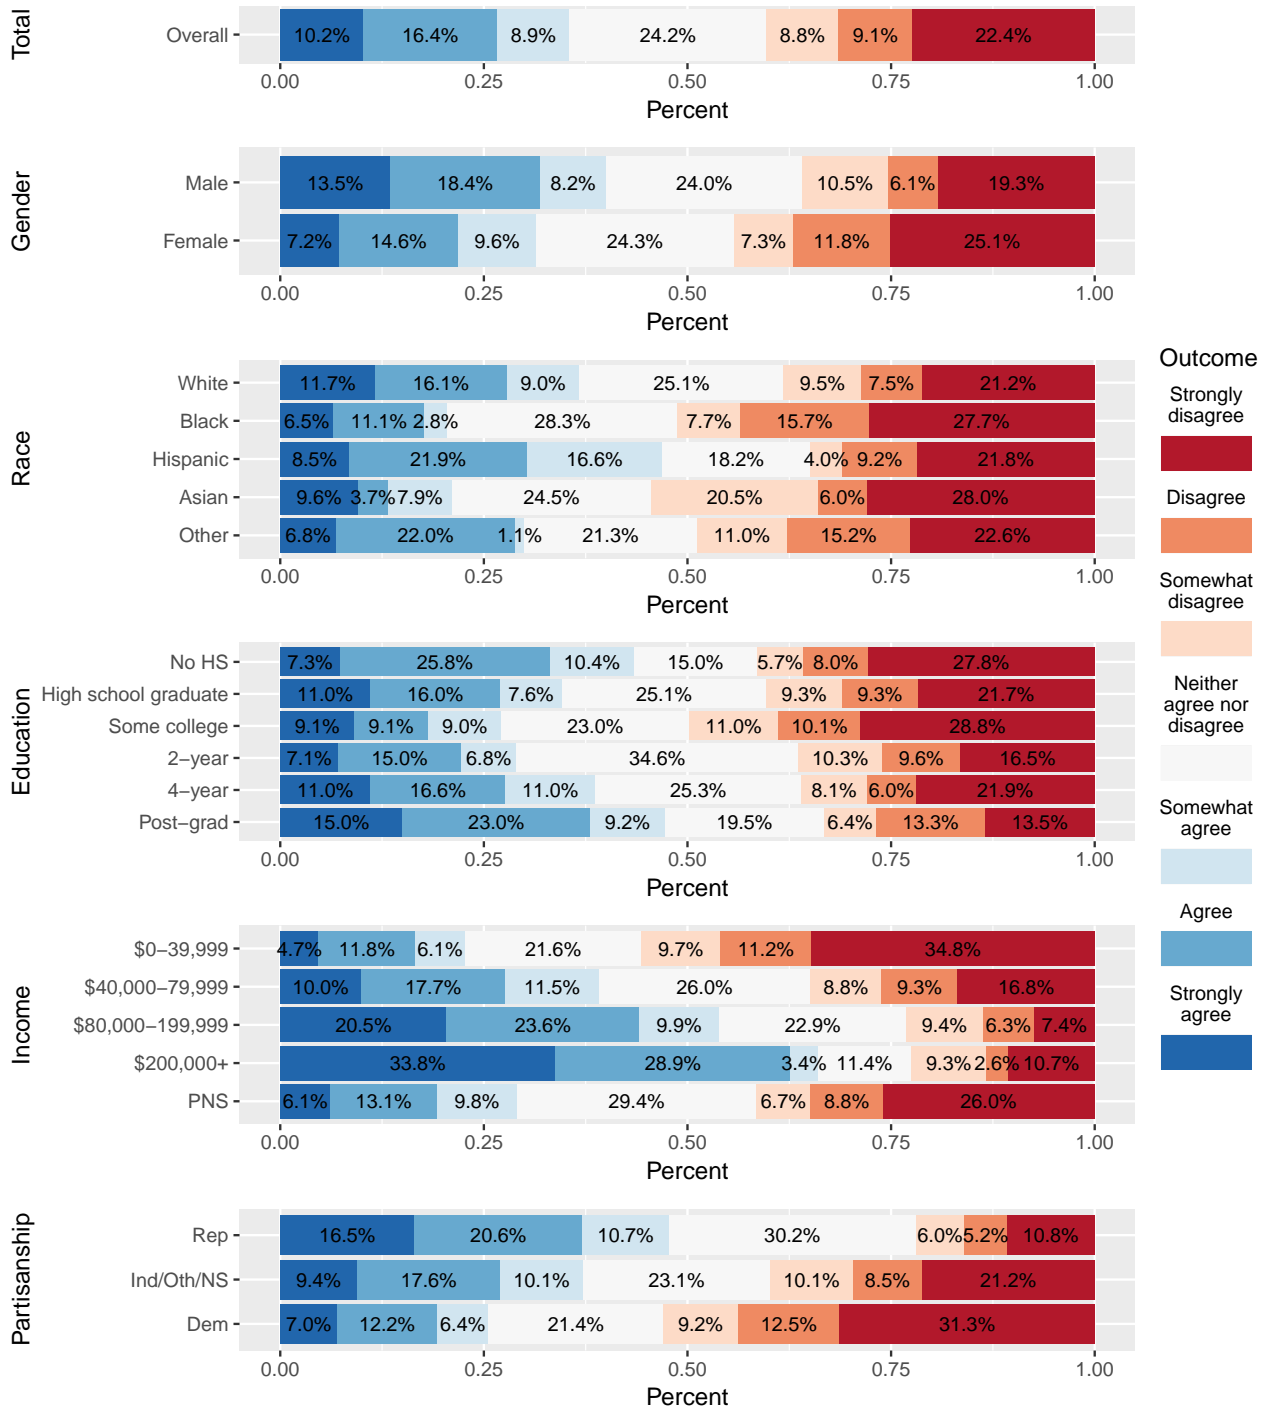 Total
Overall
10.2% 16.4% 8.9% 24.2% 8.8% 9.1% 22.4%
0.00 0.25 0.50 0.75 1.00
Percent
Gender
Male
13.5% 18.4% 8.2% 24.0% 10.5% 6.1% 19.3%
Female
7.2% 14.6% 9.6% 24.3% 7.3% 11.8% 25.1%
0.00 0.25 0.50 0.75 1.00
Percent
Race
White
11.7% 16.1% 9.0% 25.1% 9.5% 7.5% 21.2%
Black
6.5% 11.1% 2.8% 28.3% 7.7% 15.7% 27.7%
Hispanic
8.5% 21.9% 16.6% 18.2% 4.0% 9.2% 21.8%
Asian
9.6% 3.7% 7.9% 24.5% 20.5% 6.0% 28.0%
Other
6.8% 22.0% 1.1% 21.3% 11.0% 15.2% 22.6%
0.00 0.25 0.50 0.75 1.00
Percent
Education
No HS
7.3% 25.8% 10.4% 15.0% 5.7% 8.0% 27.8%
High school graduate
11.0% 16.0% 7.6% 25.1% 9.3% 9.3% 21.7%
Some college
9.1% 9.1% 9.0% 23.0% 11.0% 10.1% 28.8%
2−year
7.1% 15.0% 6.8% 34.6% 10.3% 9.6% 16.5%
4−year
11.0% 16.6% 11.0% 25.3% 8.1% 6.0% 21.9%
Post−grad
15.0% 23.0% 9.2% 19.5% 6.4% 13.3% 13.5%
0.00 0.25 0.50 0.75 1.00
Percent
Income
$0−39,999
4.7% 11.8% 6.1% 21.6% 9.7% 11.2% 34.8%
$40,000−79,999
10.0% 17.7% 11.5% 26.0% 8.8% 9.3% 16.8%
$80,000−199,999
20.5% 23.6% 9.9% 22.9% 9.4% 6.3% 7.4%
$200,000+
33.8% 28.9% 3.4% 11.4% 9.3% 2.6% 10.7%
PNS
6.1% 13.1% 9.8% 29.4% 6.7% 8.8% 26.0%
0.00 0.25 0.50 0.75 1.00
Percent
Partisanship
Rep
16.5% 20.6% 10.7% 30.2% 6.0% 5.2% 10.8%
Ind/Oth/NS
9.4% 17.6% 10.1% 23.1% 10.1% 8.5% 21.2%
Dem
7.0% 12.2% 6.4% 21.4% 9.2% 12.5% 31.3%
0.00 0.25 0.50 0.75 1.00
Percent
Outcome
Strongly
disagree
Disagree
Somewhat
disagree
Neither
agree nor
disagree
Somewhat
agree
Agree
Strongly
agree